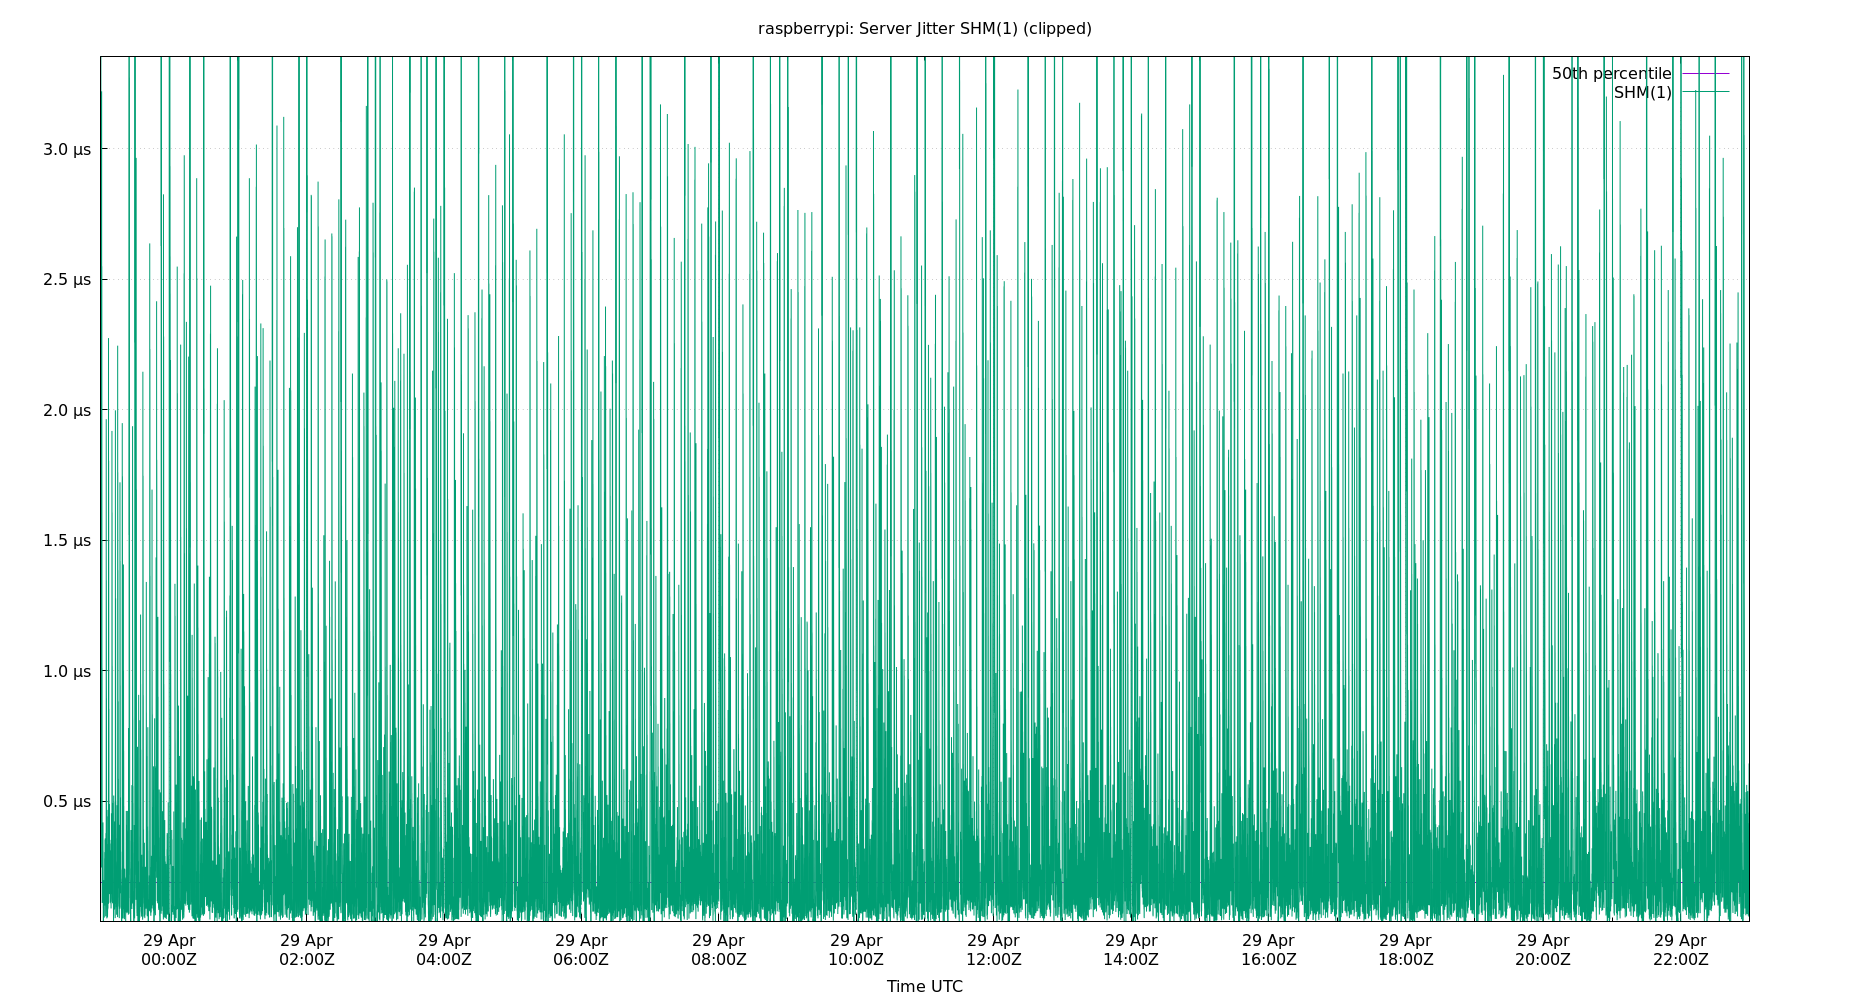 raspberrypi: Server Jitter SHM(1) (clipped)
50th percentile
SHM(1)
3.0 µs
2.5 µs
2.0 µs
1.5 µs
1.0 µs
0.5 µs
29 Apr 29 Apr 29 Apr 29 Apr 29 Apr 29 Apr 29 Apr 29 Apr 29 Apr 29 Apr 29 Apr 29 Apr
00:00Z 02:00Z 04:00Z 06:00Z 08:00Z 10:00Z 12:00Z 14:00Z 16:00Z 18:00Z 20:00Z 22:00Z
Time UTC